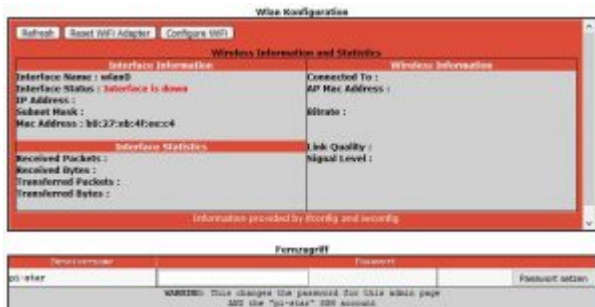 Wlan Konfiguration
Refresh Reset WiFi Adapter Configure WiFi
Wireless Information and Statistics
Interface Information
Interface Name : wlan0
Interface Status : Interface is down
IP Address :
Subnet Mask :
Mac Address : b8:27:eb:4f:ee:c4
Interface Statistics
Received Packets :
Received Bytes :
Transferred Packets :
Transferred Bytes :
Wireless Information
Connected To :
AP Mac Address :
Bitrate :
Link Quality :
Signal Level :
Information provided by ifconfig and iwconfig
Fernzugriff
Benutzername Passwort
pi-star Passwort setzen
WARNING: This changes the password for this admin page
AND the "pi-star" SSH account